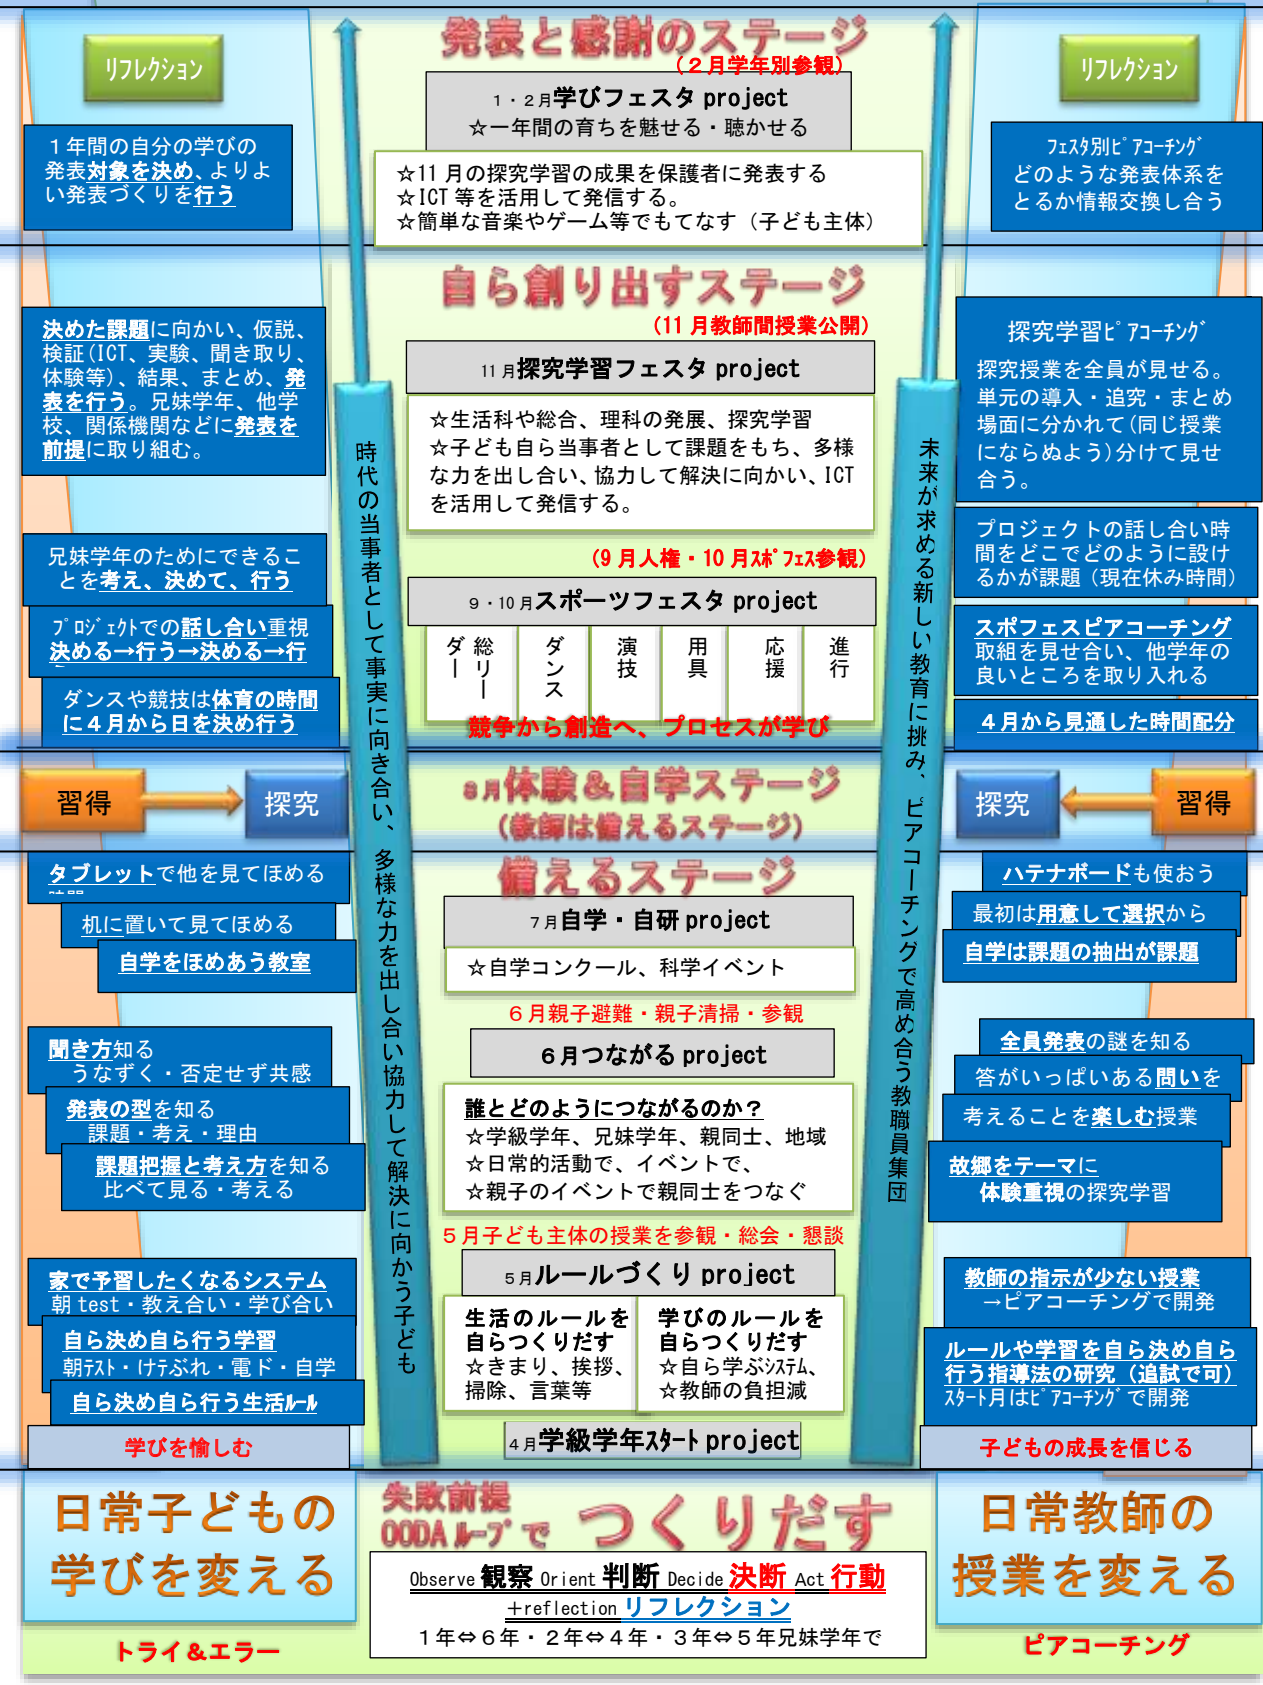 発表と感謝のステージ
（２月学年別参観）
リフレクション
１年間の自分の学びの
発表対象を決め、よりよ
い発表づくりを行う
１・２月学びフェスタ project
☆一年間の育ちを魅せる・聴かせる
☆11 月の探究学習の成果を保護者に発表する
☆ICT 等を活用して発信する。
☆簡単な音楽やゲーム等でもてなす（子ども主体）
リフレクション
フェスタ別ピアコーチング
どのような発表体系を
とるか情報交換し合う
自ら創り出すステージ
（11 月教師間授業公開）
決めた課題に向かい、仮説、
検証（ICT、実験、聞き取り、
体験等）、結果、まとめ、発
表を行う。兄妹学年、他学
校、関係機関などに発表を
前提に取り組む。
11 月探究学習フェスタ project
☆生活科や総合、理科の発展、探究学習
☆子ども自ら当事者として課題をもち、多様
な力を出し合い、協力して解決に向かい、ICT
を活用して発信する。
探究学習ピアコーチング
探究授業を全員が見せる。
単元の導入・追究・まとめ
場面に分かれて（同じ授業
にならぬよう）分けて見せ
合う。
兄妹学年のためにできるこ
とを考え、決めて、行う
プロジェクトでの話し合い重視
決める→行う→決める→行
ダンスや競技は体育の時間
に４月から日を決め行う
（９月人権・10 月スポフェス参観）
９・10 月スポーツフェスタ project
総リーダー
ダンス
演技
用具
応援
進行
競争から創造へ、プロセスが学び
プロジェクトの話し合い時
間をどこでどのように設け
るかが課題（現在休み時間）
スポフェスピアコーチング
取組を見せ合い、他学年の
良いところを取り入れる
４月から見通した時間配分
時代の当事者として事実に向き合い、多様な力を出し合い協力して解決に向かう子ども
未来が求める新しい教育に挑み、ピアコーチングで高め合う教職員集団
習得
探究
８月体験＆自学ステージ
（教師は備えるステージ）
探究
習得
備えるステージ
タブレットで他を見てほめる
机に置いて見てほめる
自学をほめあう教室
７月自学・自研 project
☆自学コンクール、科学イベント
ハテナボードも使おう
最初は用意して選択から
自学は課題の抽出が課題
６月親子避難・親子清掃・参観
６月つながる project
誰とどのようにつながるのか？
☆学級学年、兄妹学年、親同士、地域
☆日常的活動で、イベントで、
☆親子のイベントで親同士をつなぐ
聞き方知る
うなずく・否定せず共感
発表の型を知る
課題・考え・理由
課題把握と考え方を知る
比べて見る・考える
全員発表の謎を知る
答がいっぱいある問いを
考えることを楽しむ授業
故郷をテーマに
体験重視の探究学習
５月子ども主体の授業を参観・総会・懇談
５月ルールづくり project
生活のルールを
自らつくりだす
☆きまり、挨拶、
掃除、言葉等
学びのルールを
自らつくりだす
☆自ら学ぶシステム、
☆教師の負担減
家で予習したくなるシステム
朝 test・教え合い・学び合い
自ら決め自ら行う学習
朝テスト・けテぶれ・電ド・自学
自ら決め自ら行う生活ルール
学びを愉しむ
教師の指示が少ない授業
→ピアコーチングで開発
ルールや学習を自ら決め自ら
行う指導法の研究（追試で可）
スタート月はピアコーチングで開発
子どもの成長を信じる
４月学級学年スタート project
日常子どもの
学びを変える
トライ＆エラー
失敗前提
OODA ループで つくりだす
Observe 観察 Orient 判断 Decide 決断 Act 行動
＋reflection リフレクション
１年⇔６年・２年⇔４年・３年⇔５年兄妹学年で
日常教師の
授業を変える
ピアコーチング